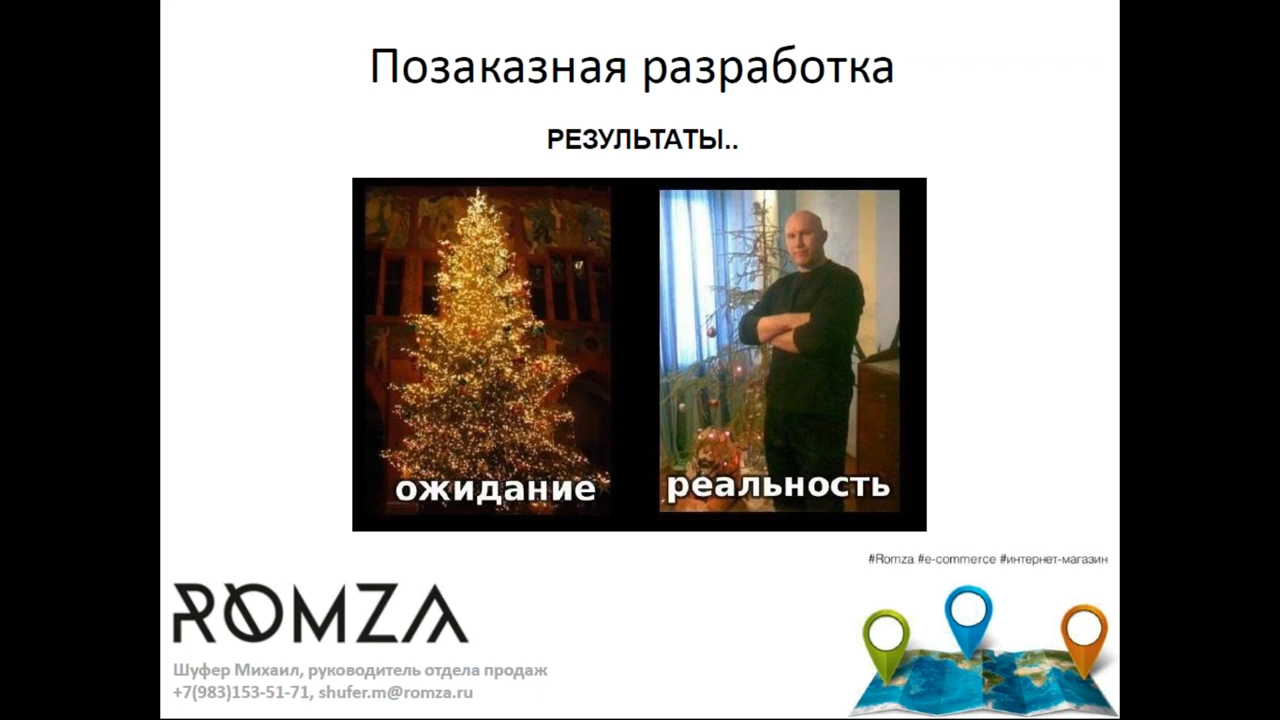 Позаказная разработка
РЕЗУЛЬТАТЫ..
ожидание
реальность
#Romza #e-commerce #интернет-магазин
ROMZA
Шуфер Михаил, руководитель отдела продаж
+7(983)153-51-71, shufer.m@romza.ru